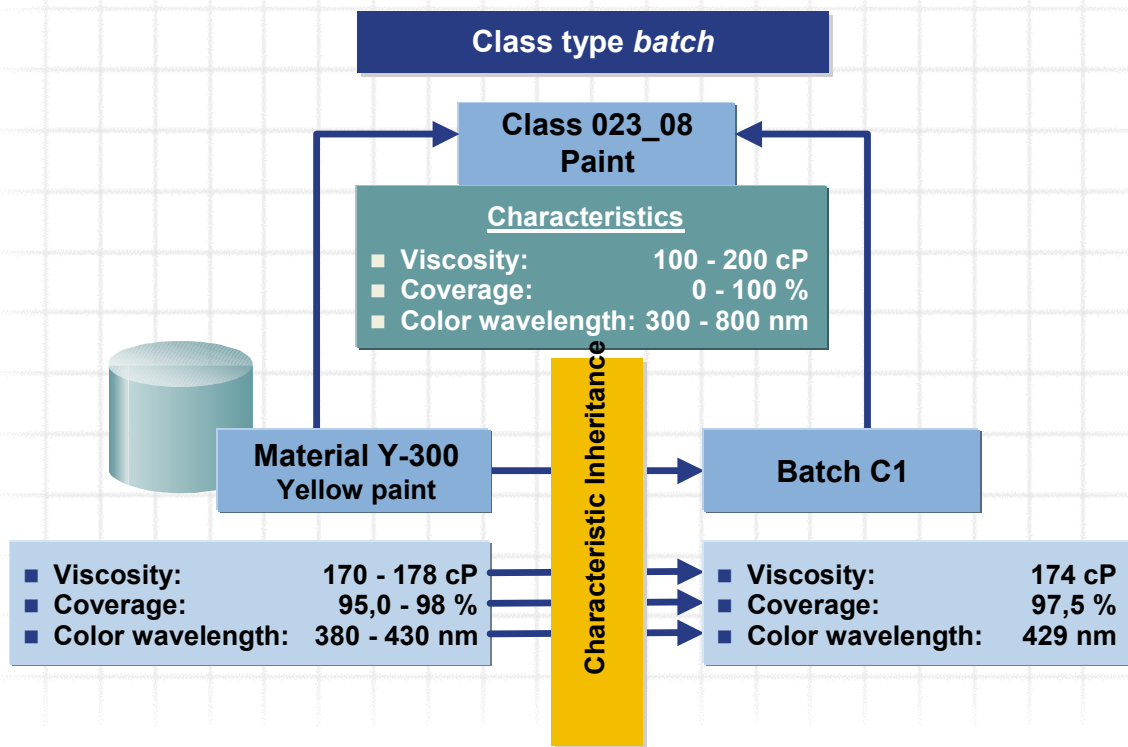 Class type batch
Class 023_08
Paint
Characteristics
Viscosity: 100 - 200 cP
Coverage: 0 - 100 %
Color wavelength: 300 - 800 nm
Characteristic Inheritance
Material Y-300
Yellow paint
Batch C1
Viscosity: 170 - 178 cP
Coverage: 95,0 - 98 %
Color wavelength: 380 - 430 nm
Viscosity: 174 cP
Coverage: 97,5 %
Color wavelength: 429 nm